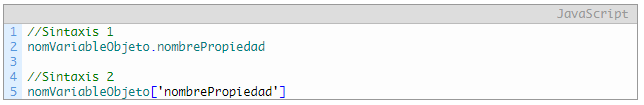 JavaScript
1 //Sintaxis 1
2 nomVariableObjeto.nombrePropiedad
3
4 //Sintaxis 2
5 nomVariableObjeto['nombrePropiedad']